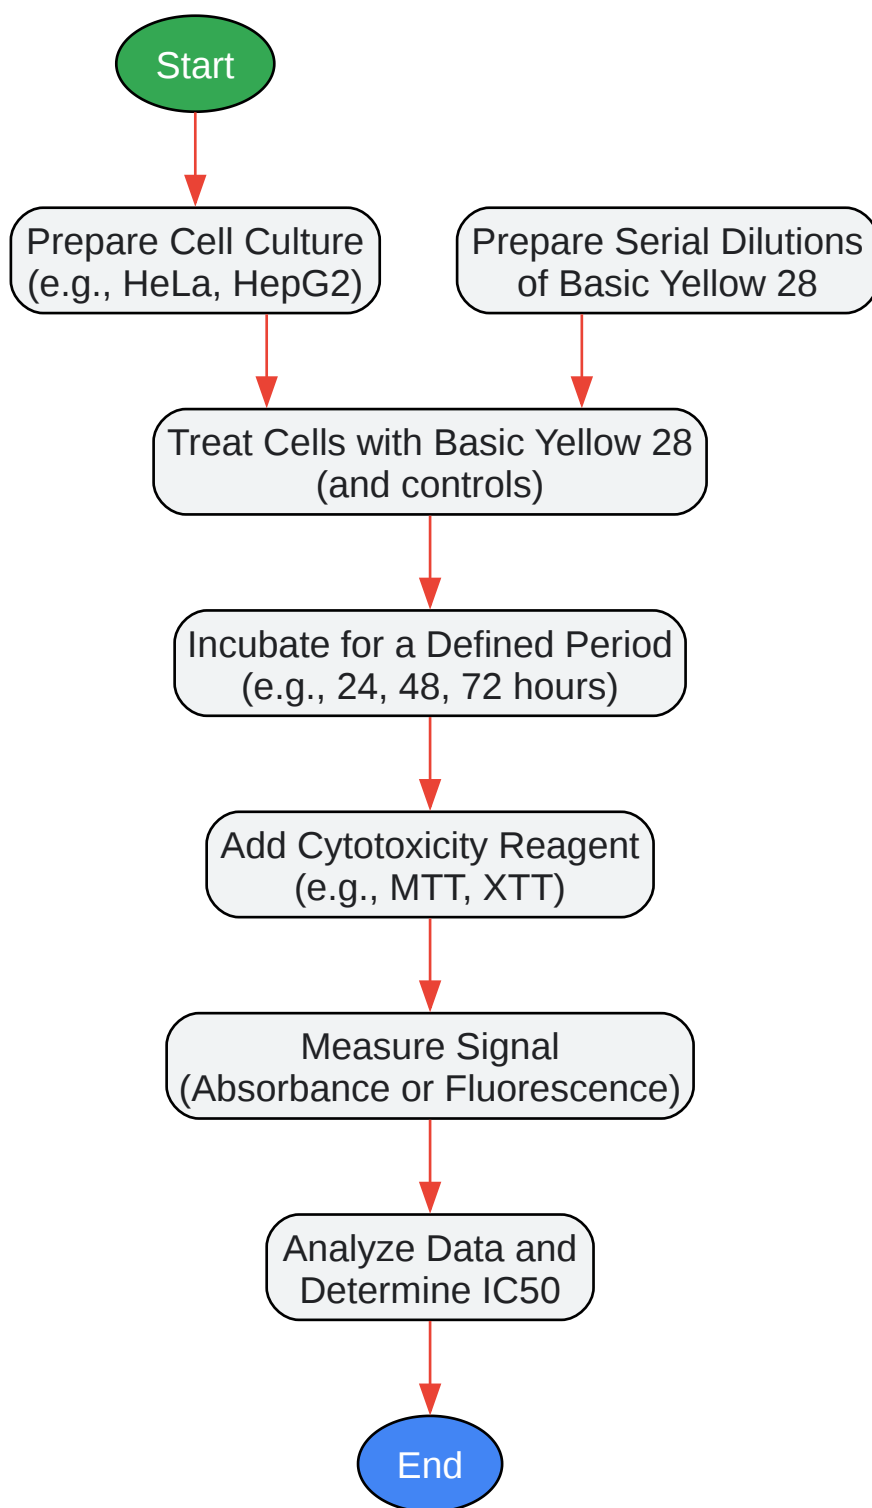 Start
Prepare Cell Culture
(e.g., HeLa, HepG2)
Prepare Serial Dilutions
of Basic Yellow 28
Treat Cells with Basic Yellow 28
(and controls)
Incubate for a Defined Period
(e.g., 24, 48, 72 hours)
Add Cytotoxicity Reagent
(e.g., MTT, XTT)
Measure Signal
(Absorbance or Fluorescence)
Analyze Data and
Determine IC50
End